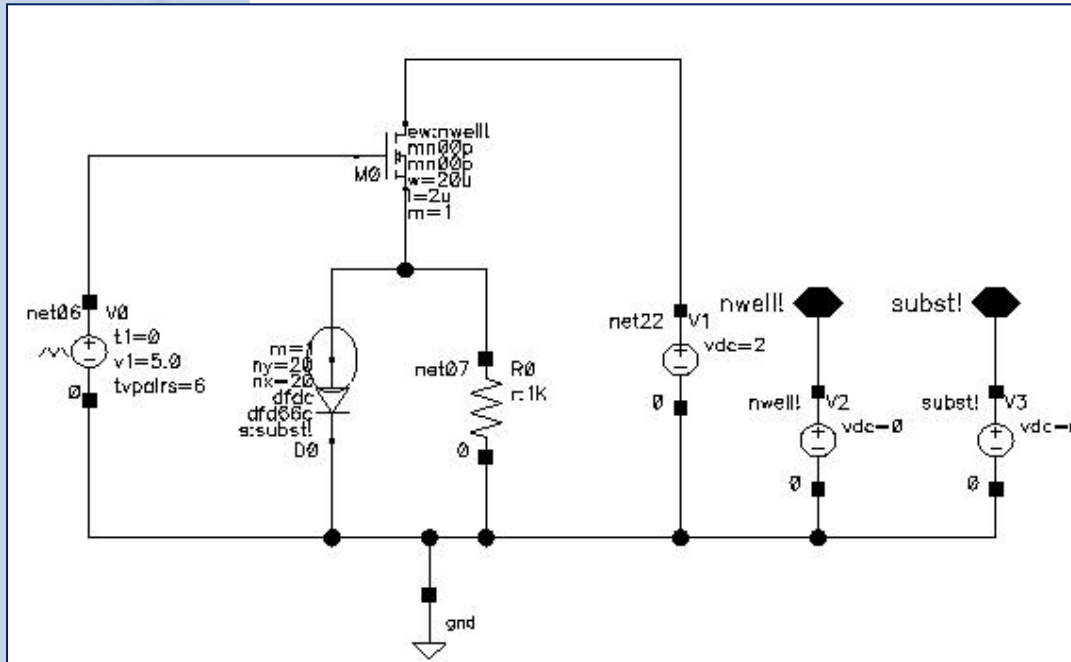 ew:nwell!
mn00p
mn00p
M0
w=20u
l=2u
m=1
net06 V0
t1=0
v1=5.0
tvpairs=6
0
m=1
ny=20
nx=20
dfdc
dfd66c
s:subst!
D0
net07 R0
r:1K
0
net22 V1
vdc=2
0
nwell!
nwell! V2
vdc=0
0
subst!
subst! V3
0
gnd